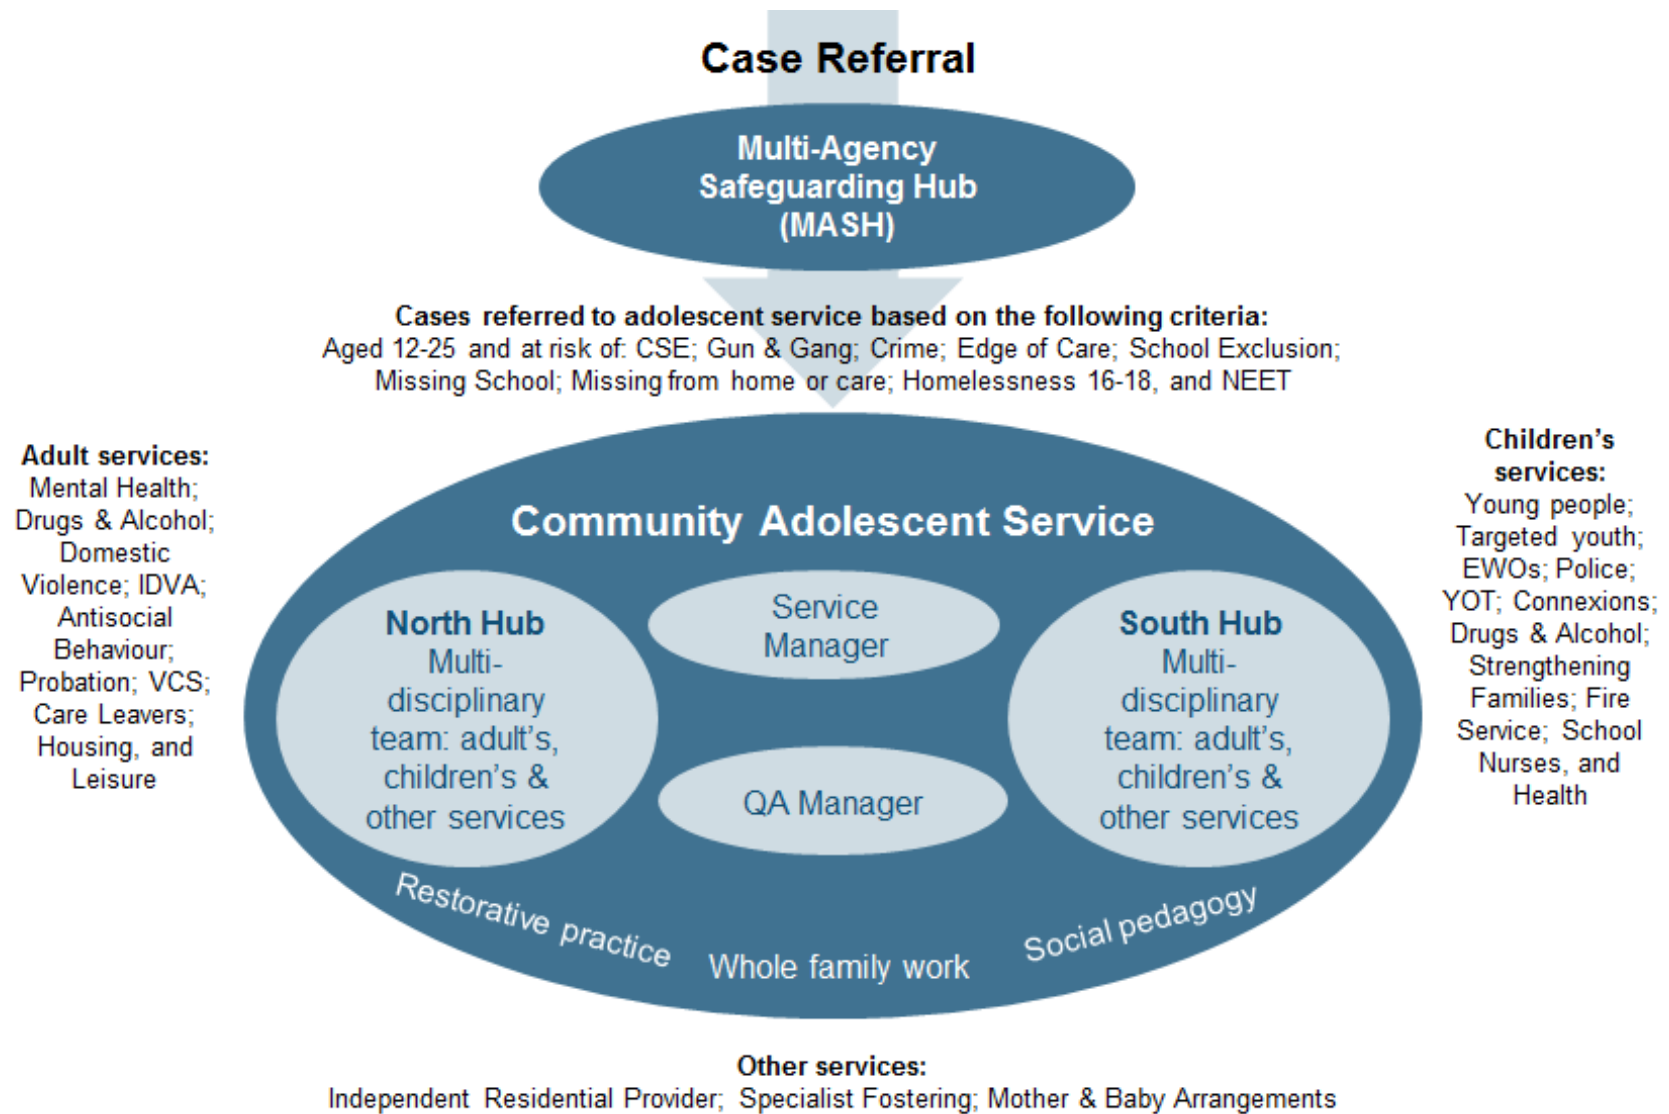 Case Referral
Multi-Agency
Safeguarding Hub
(MASH)
Cases referred to adolescent service based on the following criteria:
Aged 12-25 and at risk of: CSE; Gun & Gang; Crime; Edge of Care; School Exclusion;
Missing School; Missing from home or care; Homelessness 16-18, and NEET
Adult services:
Mental Health;
Drugs & Alcohol;
Domestic
Violence; IDVA;
Antisocial
Behaviour;
Probation; VCS;
Care Leavers;
Housing, and
Leisure
Community Adolescent Service
North Hub
Multi-
disciplinary
team: adult's,
children's &
other services
Service
Manager
QA Manager
South Hub
Multi-
disciplinary
team: adult's,
children's &
other services
Restorative practice
Whole family work
Social pedagogy
Children's
services:
Young people;
Targeted youth;
EWOs; Police;
YOT; Connexions;
Drugs & Alcohol;
Strengthening
Families; Fire
Service; School
Nurses, and
Health
Other services:
Independent Residential Provider; Specialist Fostering; Mother & Baby Arrangements